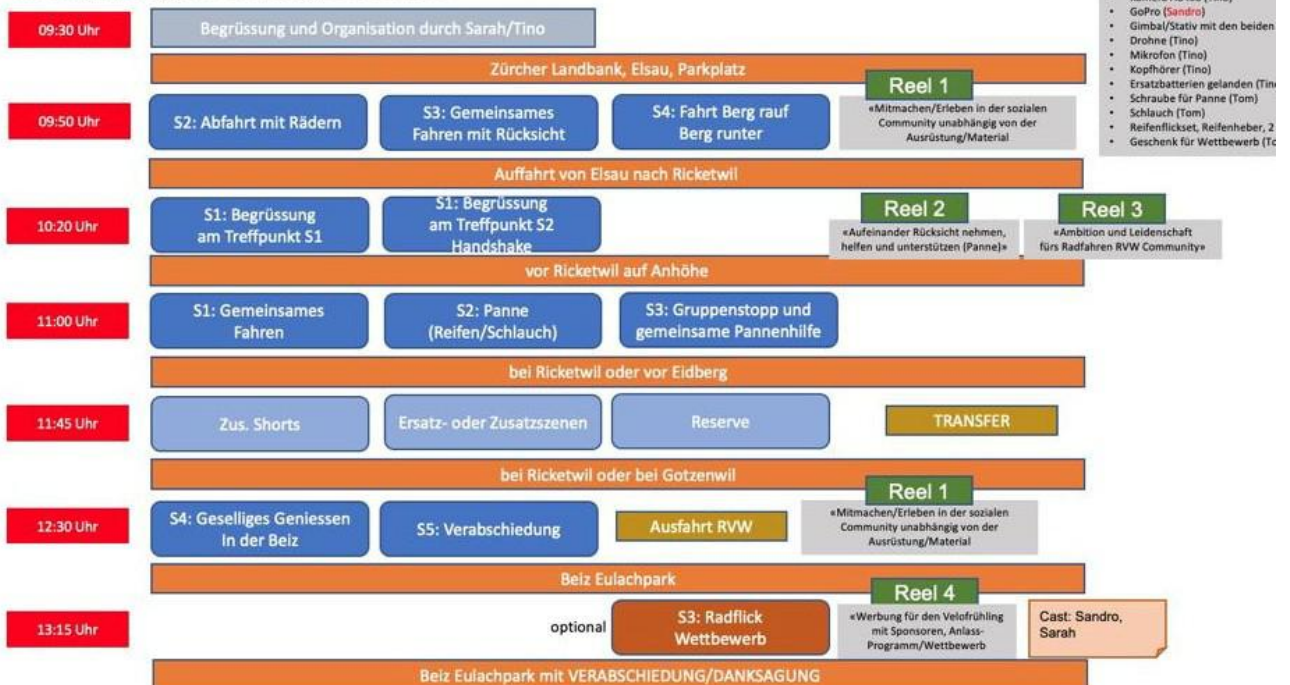 GoPro (Sandro)
Gimbal/Stativ mit den beiden
Drohne (Tino)
Mikrofon (Tino)
Kopfhörer (Tino)
Ersatzbatterien gelanden
Schraube für Panne (Tom)
Schlauch (Tom)
Reifenflickset, Reifenheber, 2
Geschenk für Wettbewerb
09:30 Uhr
Begrüssung und Organisation durch Sarah/Tino
Zürcher Landbank, Elsau, Parkplatz
09:50 Uhr
S2: Abfahrt mit Rädern
S3: Gemeinsames
Fahren mit Rücksicht
S4: Fahrt Berg rauf
Berg runter
Reel 1
«Mitmachen/Erleben in der sozialen
Community unabhängig von der
Ausrüstung/Material
Auffahrt von Elsau nach Ricketwil
10:20 Uhr
S1: Begrüssung
am Treffpunkt S1
S1: Begrüssung
am Treffpunkt S2
Handshake
Reel 2
«Aufeinander Rücksicht nehmen,
helfen und unterstützen (Panne)»
Reel 3
«Ambition und Leidenschaft
fürs Radfahren RVW Community»
vor Ricketwil auf Anhöhe
11:00 Uhr
S1: Gemeinsames
Fahren
S2: Panne
(Reifen/Schlauch)
S3: Gruppenstopp und
gemeinsame Pannenhilfe
bei Ricketwil oder vor Eidberg
11:45 Uhr
Zus. Shorts
Ersatz- oder Zusatzszenen
Reserve
TRANSFER
bei Ricketwil oder bei Gotzenwil
12:30 Uhr
S4: Geselliges Geniessen
In der Beiz
S5: Verabschiedung
Ausfahrt RVW
Reel 1
«Mitmachen/Erleben in der sozialen
Community unabhängig von der
Ausrüstung/Material
Beiz Eulachpark
13:15 Uhr
optional
S3: Radflick
Wettbewerb
Reel 4
«Werbung für den Velofrühling
mit Sponsoren, Anlass-
Programm/Wettbewerb
Cast: Sandro,
Sarah
Beiz Eulachpark mit VERABSCHIEDUNG/DANKSAGUNG